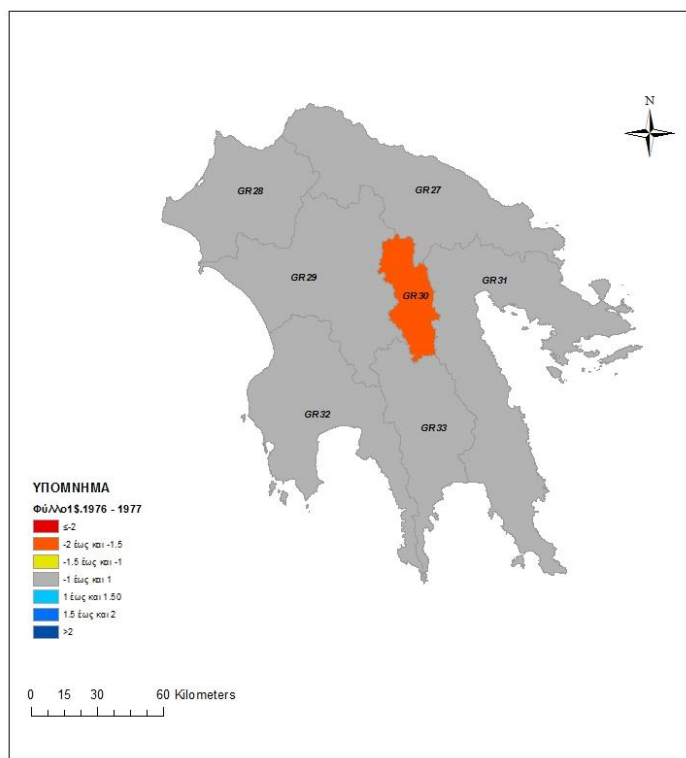 N
GR28
GR27
GR29
GR30
GR31
GR32
GR33
ΥΠΟΜΝΗΜΑ
Φύλλο1$.1976 - 1977
≤-2
-2 έως και -1.5
-1.5 έως και -1
-1 έως και 1
1 έως και 1.50
1.5 έως και 2
>2
0 15 30 60 Kilometers